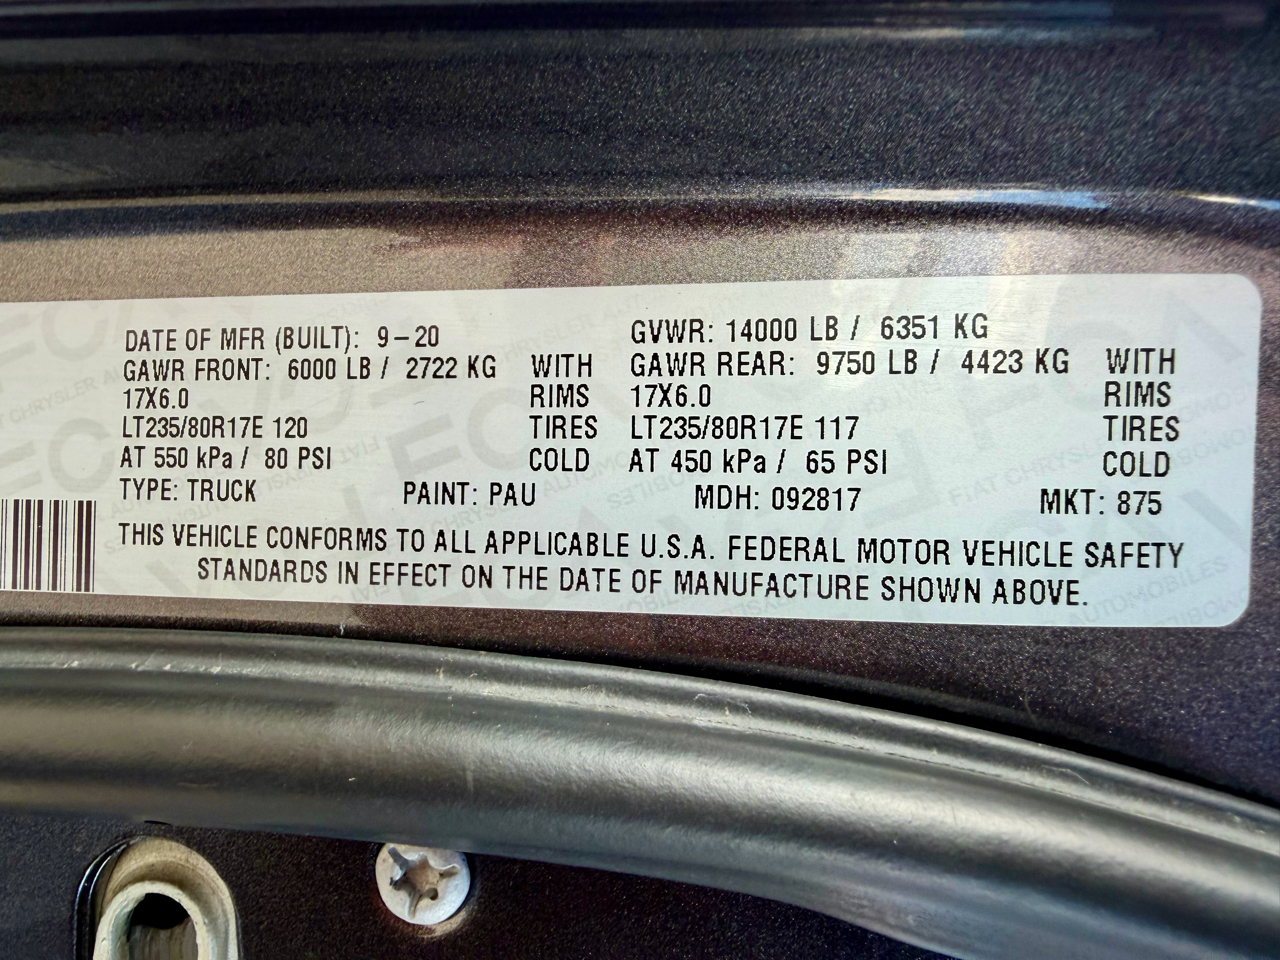 DATE OF MFR (BUILT): 9-20 GVWR: 14000 LB / 6351 KG
GAWR FRONT: 6000 LB / 2722 KG WITH GAWR REAR: 9750 LB / 4423 KG WITH
17X6.0 RIMS 17X6.0 RIMS
LT235/80R17E 120 TIRES LT235/80R17E 117 TIRES
AT 550 kPa / 80 PSI COLD AT 450 kPa / 65 PSI COLD
TYPE: TRUCK PAINT: PAU MDH: 092817 MKT: 875
THIS VEHICLE CONFORMS TO ALL APPLICABLE U.S.A. FEDERAL MOTOR VEHICLE SAFETY
STANDARDS IN EFFECT ON THE DATE OF MANUFACTURE SHOWN ABOVE.